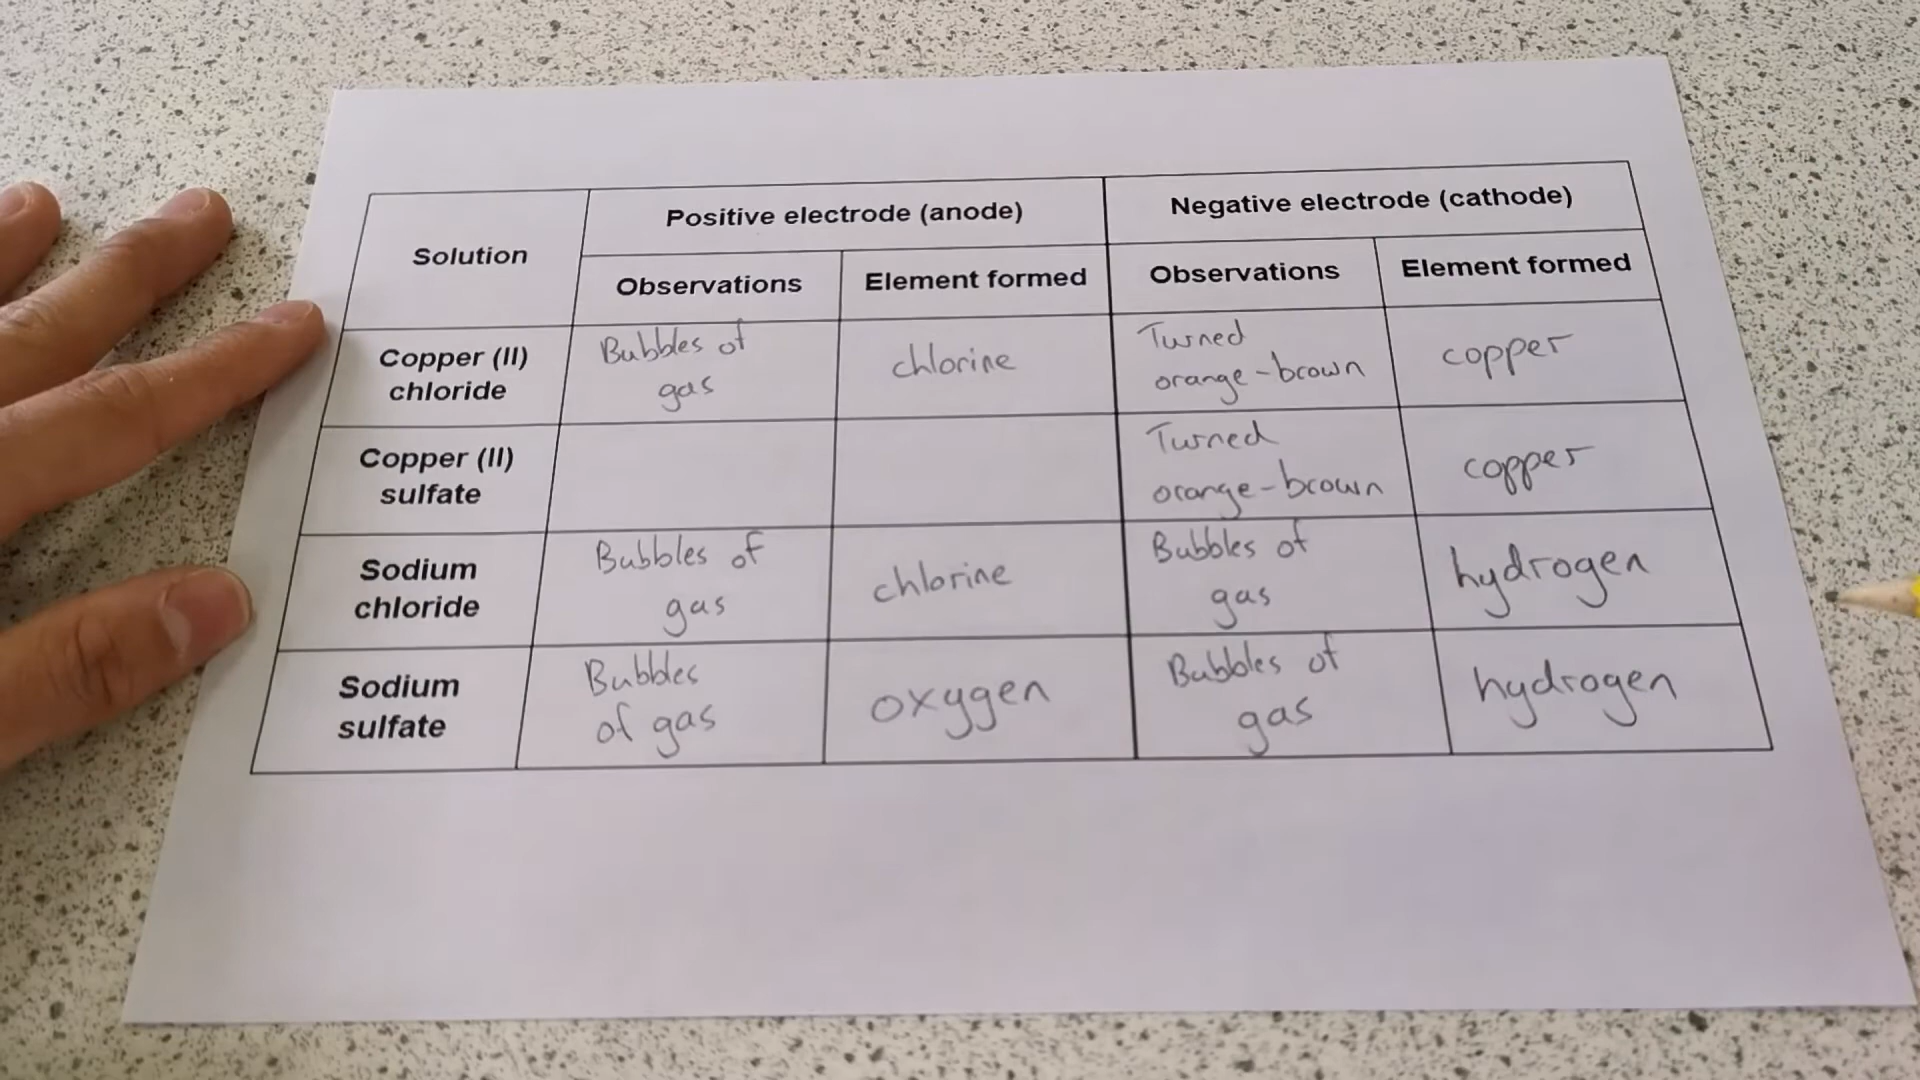 Solution
Positive electrode (anode)
Negative electrode (cathode)
Observations
Element formed
Observations
Element formed
Copper (II)
chloride
Bubbles of
gas
chlorine
Turned
orange-brown
copper
Copper (II)
sulfate
Turned
orange-brown
copper
Sodium
chloride
Bubbles of
gas
chlorine
Bubbles of
gas
hydrogen
Sodium
sulfate
Bubbles
of gas
oxygen
Bubbles of
gas
hydrogen